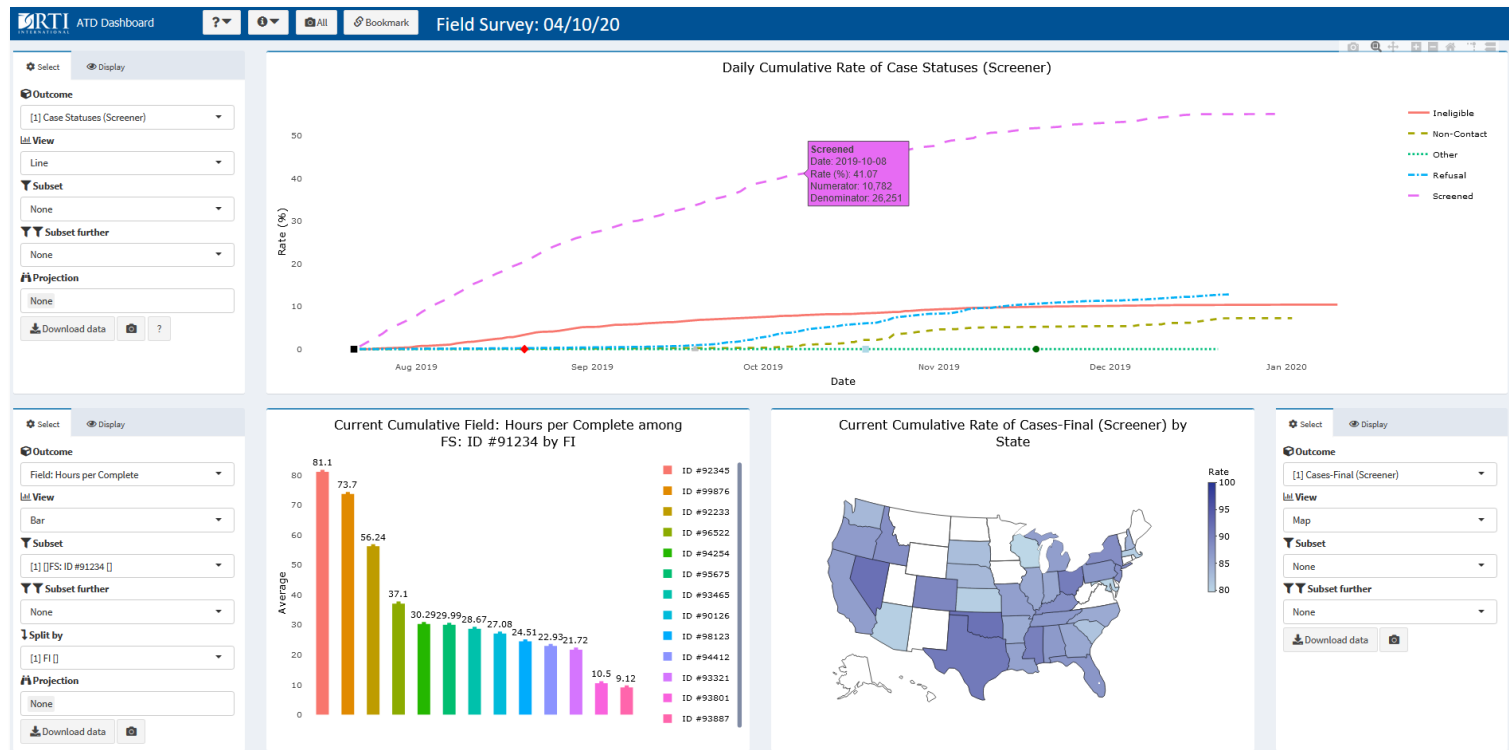 RTI
INTERNATIONAL
ATD Dashboard
?
All
Bookmark
Field Survey: 04/10/20
Select
Display
Outcome
[1] Case Statuses (Screener)
View
Line
Subset
None
Subset further
None
Projection
None
Download data
?
Daily Cumulative Rate of Case Statuses (Screener)
Rate (%)
50
40
30
20
10
0
Screened
Date: 2019-10-08
Rate (%): 41.07
Numerator: 10,782
Denominator: 26,251
Aug 2019
Sep 2019
Oct 2019
Nov 2019
Dec 2019
Jan 2020
Date
Ineligible
Non-Contact
Other
Refusal
Screened
Select
Display
Outcome
Field: Hours per Complete
View
Bar
Subset
[1] []FS: ID #91234 []
Subset further
None
Split by
[1] FI []
Projection
None
Download data
Current Cumulative Field: Hours per Complete among
FS: ID #91234 by FI
Average
80
70
60
50
40
30
20
10
0
81.1
73.7
56.24
37.1
30.29
29.99
28.67
27.08
24.51
22.93
21.72
10.5
9.12
ID #92345
ID #99876
ID #92233
ID #96522
ID #94254
ID #95675
ID #93465
ID #90126
ID #98123
ID #94412
ID #93321
ID #93801
ID #93887
Current Cumulative Rate of Cases-Final (Screener) by
State
Rate
100
95
90
85
80
Select
Display
Outcome
[1] Cases-Final (Screener)
View
Map
Subset
None
Subset further
None
Download data